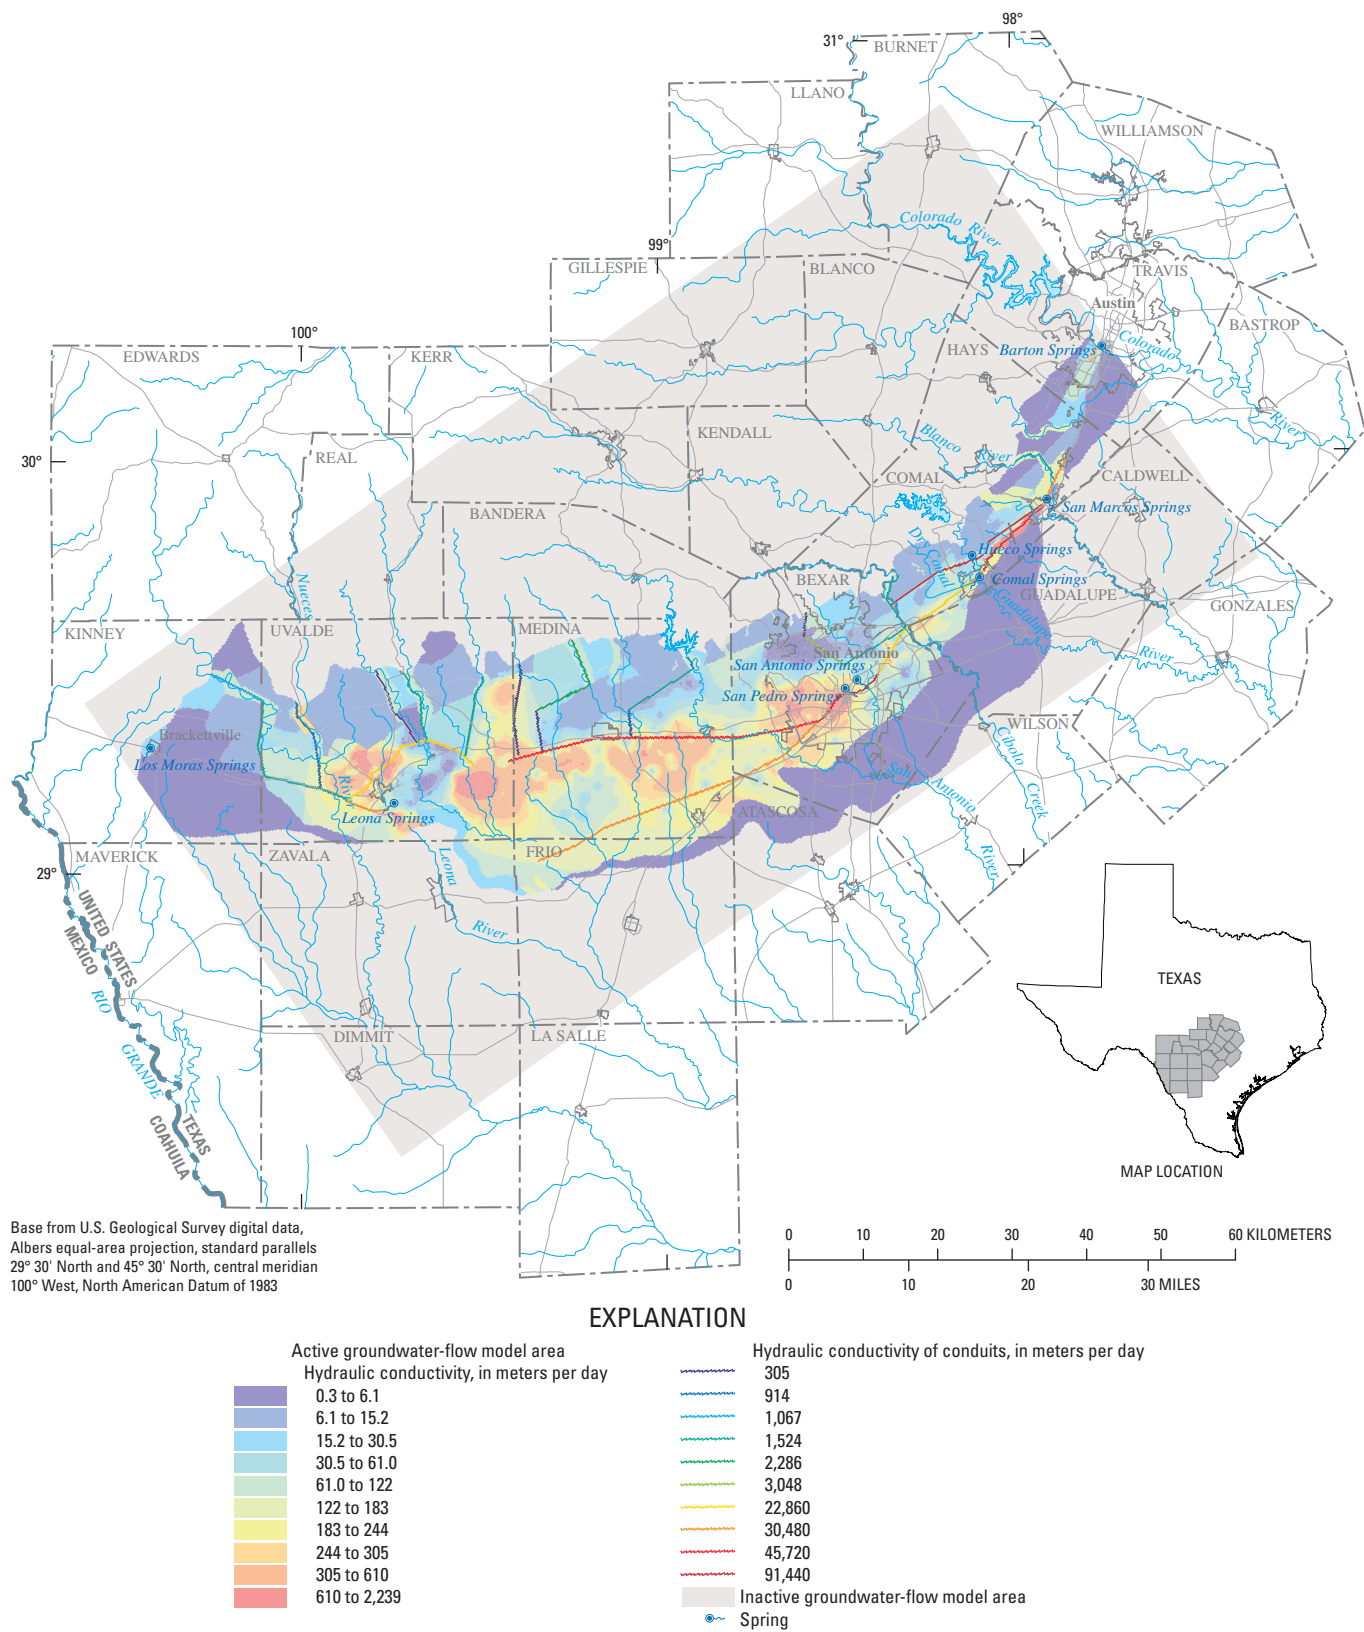 98°
31°
BURNET
LLANO
WILLIAMSON
Colorado River
99°
GILLESPIE
BLANCO
TRAVIS
Austin
BASTROP
100°
EDWARDS
KERR
HAYS
Barton Springs
Colorado
River
KENDALL
Blanco
River
REAL
30°
COMAL
CALDWELL
San Marcos Springs
BANDERA
Hueco Springs
Comal Springs
Drs Comal
BEXAR
GUADALUPE
Guadalupe
GONZALES
Nueces
KINNEY
UVALDE
MEDINA
San Antonio
San Antonio Springs
San Pedro Springs
River
WILSON
Brackettville
Los Moras Springs
River
Cibolo
Creek
San
Antonio
River
Leona Springs
ATASCOSA
MAVERICK
ZAVALA
FRIO
29°
Leona
River
UNITED STATES
MEXICO
RIO
GRANDE
DIMMIT
LA SALLE
TEXAS
COAHUILA
TEXAS
MAP LOCATION
Base from U.S. Geological Survey digital data,
Albers equal-area projection, standard parallels
29° 30' North and 45° 30' North, central meridian
100° West, North American Datum of 1983
0 10 20 30 40 50 60 KILOMETERS
0 10 20 30 MILES
EXPLANATION
Active groundwater-flow model area
Hydraulic conductivity, in meters per day
0.3 to 6.1
6.1 to 15.2
15.2 to 30.5
30.5 to 61.0
61.0 to 122
122 to 183
183 to 244
244 to 305
305 to 610
610 to 2,239
Hydraulic conductivity of conduits, in meters per day
305
914
1,067
1,524
2,286
3,048
22,860
30,480
45,720
91,440
Inactive groundwater-flow model area
Spring